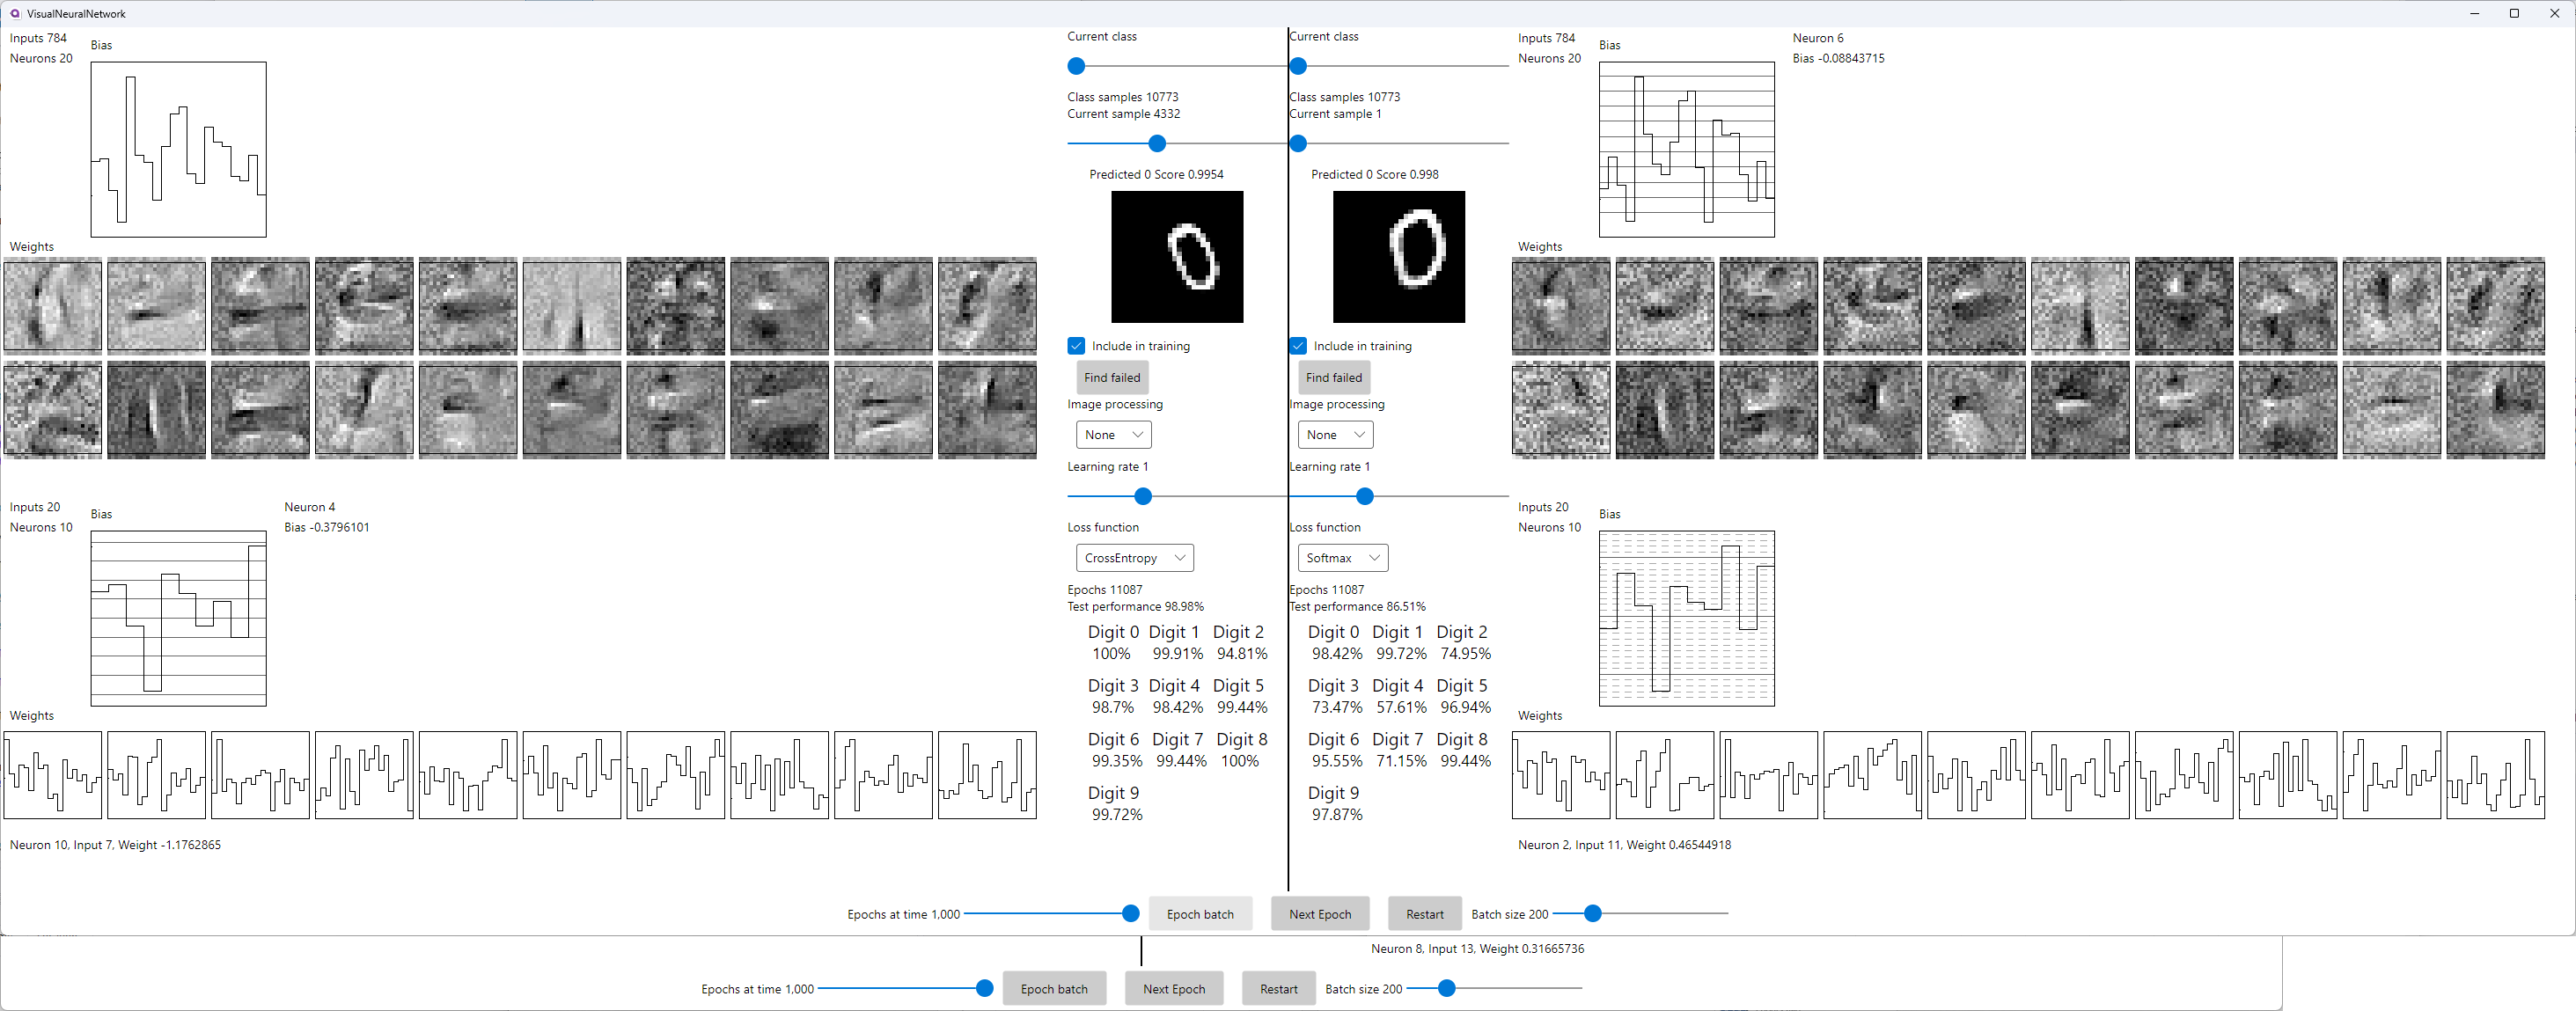 VisualNeuralNetwork
Inputs 784
Neurons 20
Bias
Weights
Inputs 20
Neurons 10
Bias
Neuron 4
Bias -0.3796101
Weights
Neuron 10, Input 7, Weight -1.1762865
Current class
Class samples 10773
Current sample 4332
Predicted 0 Score 0.9954
Include in training
Find failed
Image processing
None
Learning rate 1
Loss function
CrossEntropy
Epochs 11087
Test performance 98.98%
Digit 0 Digit 1 Digit 2
100% 99.91% 94.81%
Digit 3 Digit 4 Digit 5
98.7% 98.42% 99.44%
Digit 6 Digit 7 Digit 8
99.35% 99.44% 100%
Digit 9
99.72%
Current class
Class samples 10773
Current sample 1
Predicted 0 Score 0.998
Include in training
Find failed
Image processing
None
Learning rate 1
Loss function
Softmax
Epochs 11087
Test performance 86.51%
Digit 0 Digit 1 Digit 2
98.42% 99.72% 74.95%
Digit 3 Digit 4 Digit 5
73.47% 57.61% 96.94%
Digit 6 Digit 7 Digit 8
95.55% 71.15% 99.44%
Digit 9
97.87%
Inputs 784
Neurons 20
Bias
Neuron 6
Bias -0.08843715
Weights
Inputs 20
Neurons 10
Bias
Weights
Neuron 2, Input 11, Weight 0.46544918
Epochs at time 1,000 Epoch batch Next Epoch Restart Batch size 200
Neuron 8, Input 13, Weight 0.31665736
Epochs at time 1,000 Epoch batch Next Epoch Restart Batch size 200